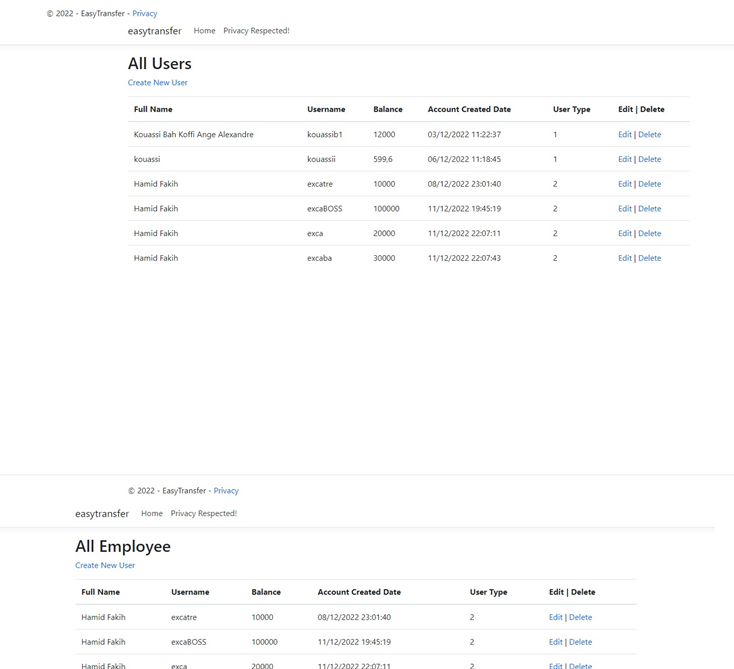 © 2022 - EasyTransfer - Privacy
easytransfer Home Privacy Respected!
All Users
Create New User
Full Name Username Balance Account Created Date User Type Edit | Delete
Kouassi Bah Koffi Ange Alexandre kouassib1 12000 03/12/2022 11:22:37 1 Edit | Delete
kouassi kouassii 599.6 06/12/2022 11:18:45 1 Edit | Delete
Hamid Fakih excatre 10000 08/12/2022 23:01:40 2 Edit | Delete
Hamid Fakih excaBOSS 100000 11/12/2022 19:45:19 2 Edit | Delete
Hamid Fakih exca 20000 11/12/2022 22:07:11 2 Edit | Delete
Hamid Fakih excaba 30000 11/12/2022 22:07:43 2 Edit | Delete
© 2022 - EasyTransfer - Privacy
easytransfer Home Privacy Respected!
All Employee
Create New User
Full Name Username Balance Account Created Date User Type Edit | Delete
Hamid Fakih excatre 10000 08/12/2022 23:01:40 2 Edit | Delete
Hamid Fakih excaBOSS 100000 11/12/2022 19:45:19 2 Edit | Delete
Hamid Fakih exca 20000 11/12/2022 22:07:11 2 Edit | Delete